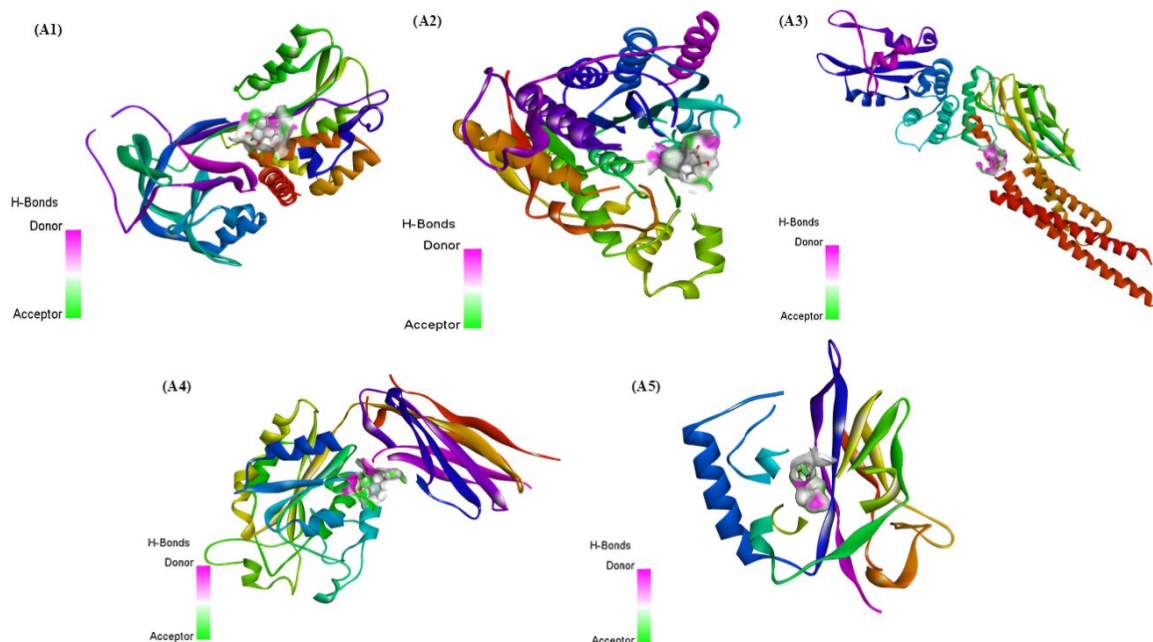 (A1)
H-Bonds
Donor
Acceptor
(A2)
H-Bonds
Donor
Acceptor
(A3)
H-Bonds
Donor
Acceptor
(A4)
H-Bonds
Donor
Acceptor
(A5)
H-Bonds
Donor
Acceptor